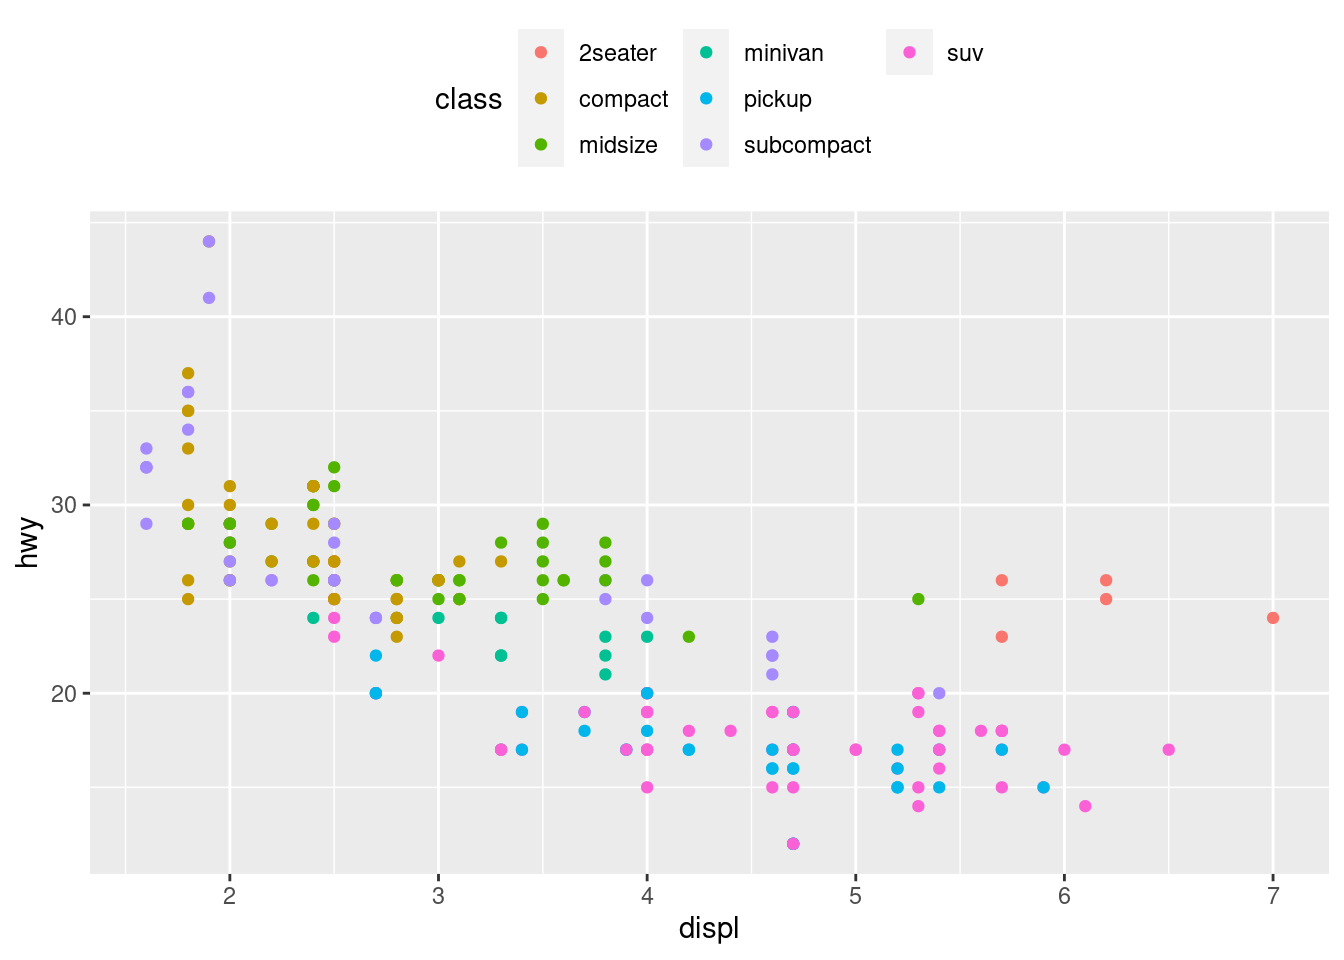 class
2seater
compact
midsize
minivan
pickup
subcompact
suv
hwy
40
30
20
2 3 4 5 6 7
displ